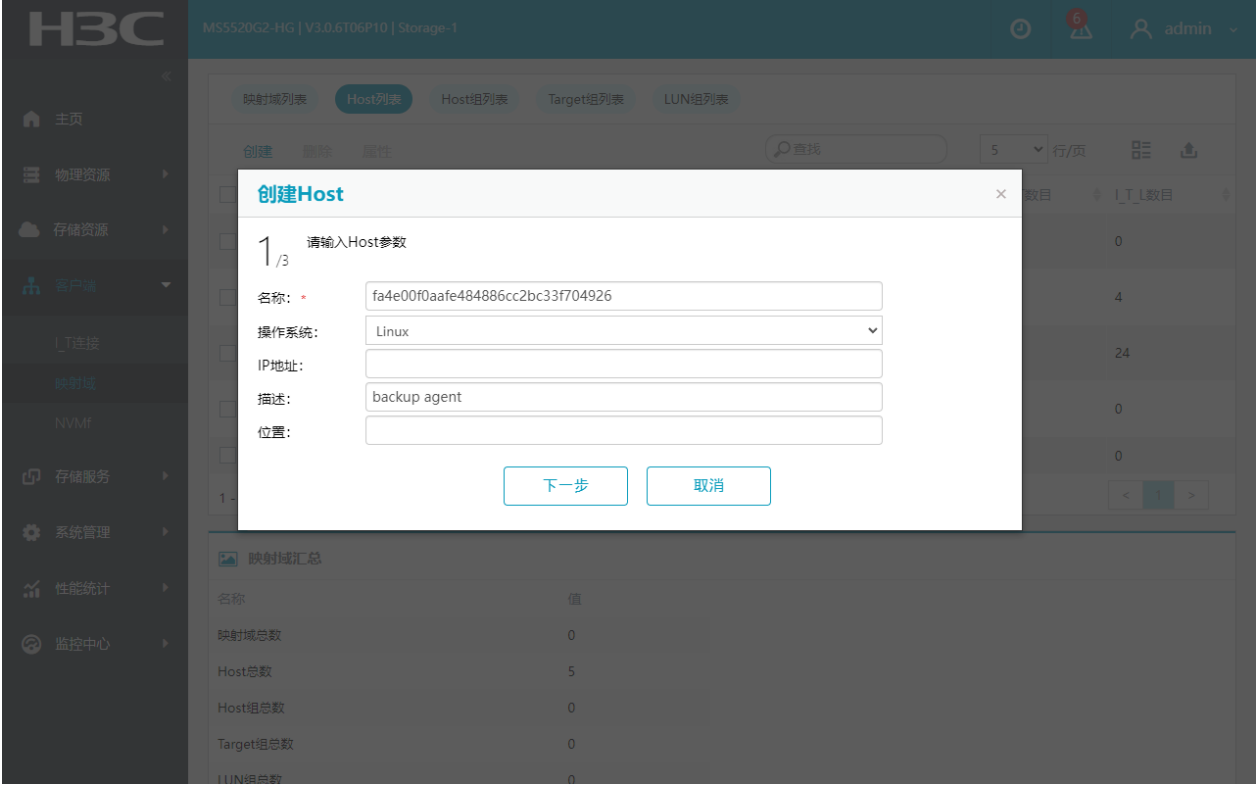 H3C
MS5520G2-HG | V3.0.6T06P10 | Storage-1
6
admin
主页
物理资源
存储资源
客户端
I_T连接
映射域
NVMf
存储服务
系统管理
性能统计
监控中心
映射域列表 Host列表 Host组列表 Target组列表 LUN组列表
创建 删除 属性 查找 5 行/页
数目 I_T_L数目
0
4
24
0
0
1 -
< 1 >
创建Host ×
1/3 请输入Host参数
名称: * fa4e00f0aafe484886cc2bc33f704926
操作系统: Linux
IP地址:
描述: backup agent
位置:
下一步 取消
映射域汇总
名称 值
映射域总数 0
Host总数 5
Host组总数 0
Target组总数 0
LUN组总数 0